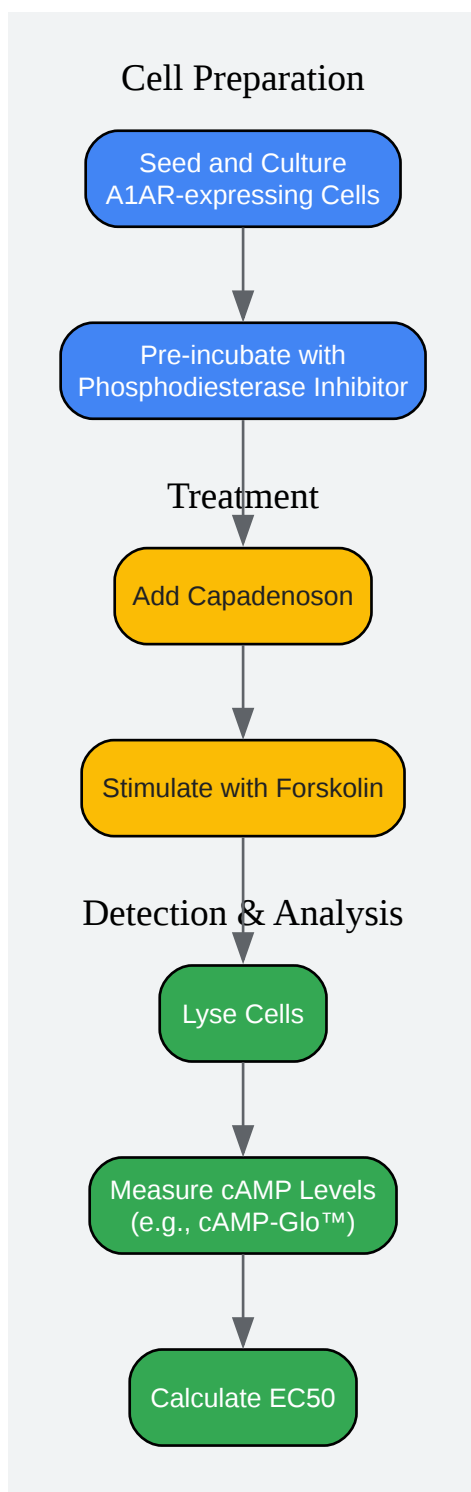 Cell Preparation
Seed and Culture
A1AR-expressing Cells
Pre-incubate with
Phosphodiesterase Inhibitor
Treatment
Add Capadenoson
Stimulate with Forskolin
Detection & Analysis
Lyse Cells
Measure cAMP Levels
(e.g., cAMP-Glo™)
Calculate EC50